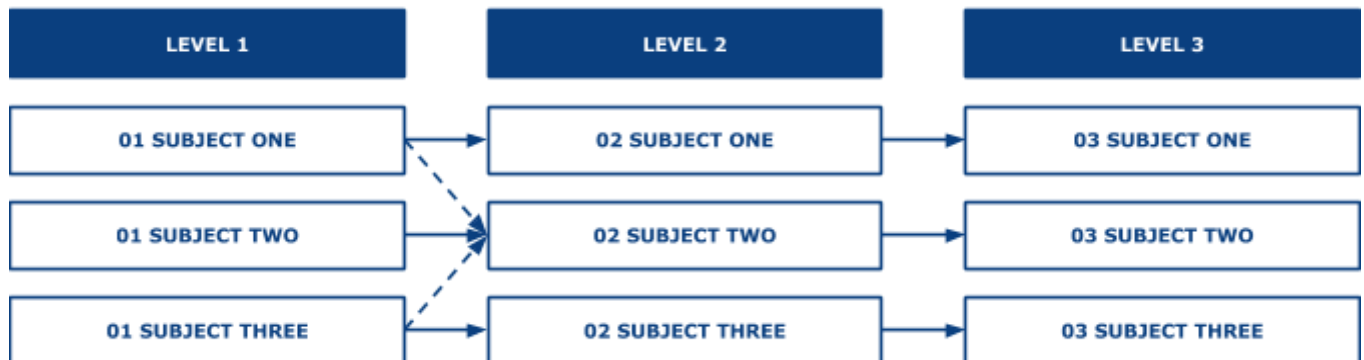 LEVEL 1
LEVEL 2
LEVEL 3
01 SUBJECT ONE
02 SUBJECT ONE
03 SUBJECT ONE
01 SUBJECT TWO
02 SUBJECT TWO
03 SUBJECT TWO
01 SUBJECT THREE
02 SUBJECT THREE
03 SUBJECT THREE